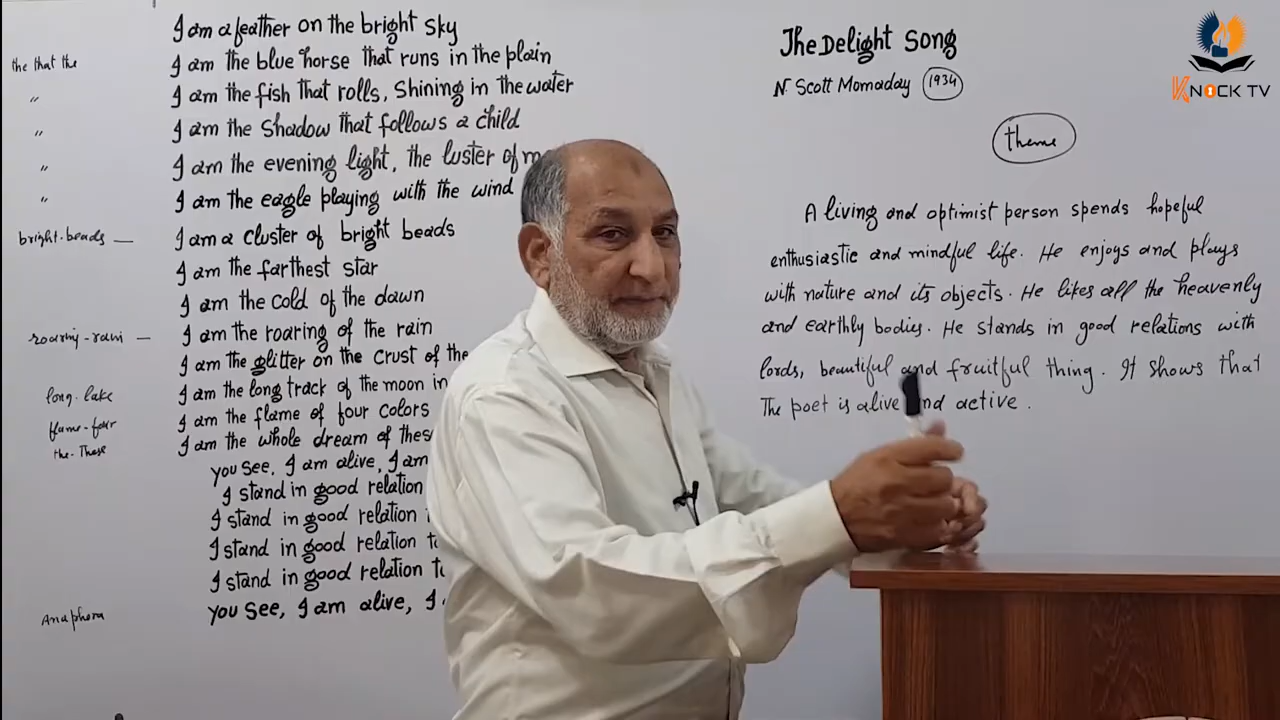 I am a feather on the bright sky
the that the
I am the blue horse that runs in the plain
"
I am the fish that rolls, Shining in the water
"
I am the Shadow that follows a child
"
I am the evening light, the luster of m
"
I am the eagle playing with the wind
bright-beads —
I am a cluster of bright beads
I am the farthest star
I am the cold of the dawn
roaring-rain —
I am the roaring of the rain
I am the glitter on the crust of the
long-lake
I am the long track of the moon in
flame-four
I am the flame of four colors
the-These
I am the whole dream of thes
you see, I am alive, I am
I stand in good relation
I stand in good relation
I stand in good relation to
I stand in good relation to
Anaphora
you see, I am alive, I
The Delight Song
N. Scott Momaday 1934
theme
A living and optimist person spends hopeful
enthusiastic and mindful life. He enjoys and plays
with nature and its objects. He likes all the heavenly
and earthly bodies. He stands in good relations with
lords, beautiful and fruitful thing. It shows that
The poet is alive and active.
KNOCK TV